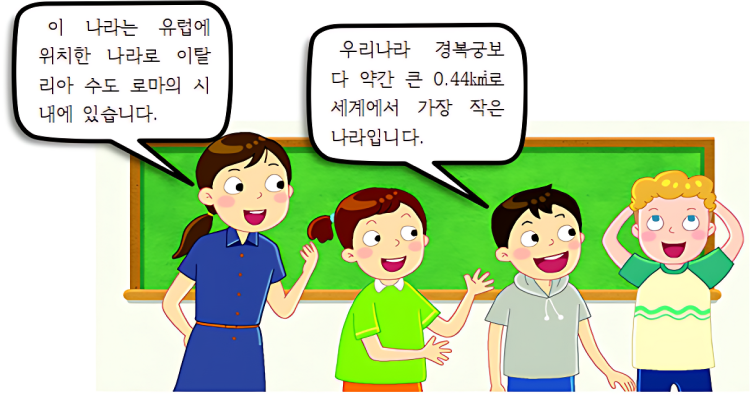 이 나라는 유럽에
위치한 나라로 이탈
리아 수도 로마의 시
내에 있습니다.
우리나라 경복궁보
다 약간 큰 0.44㎢로
세계에서 가장 작은
나라입니다.